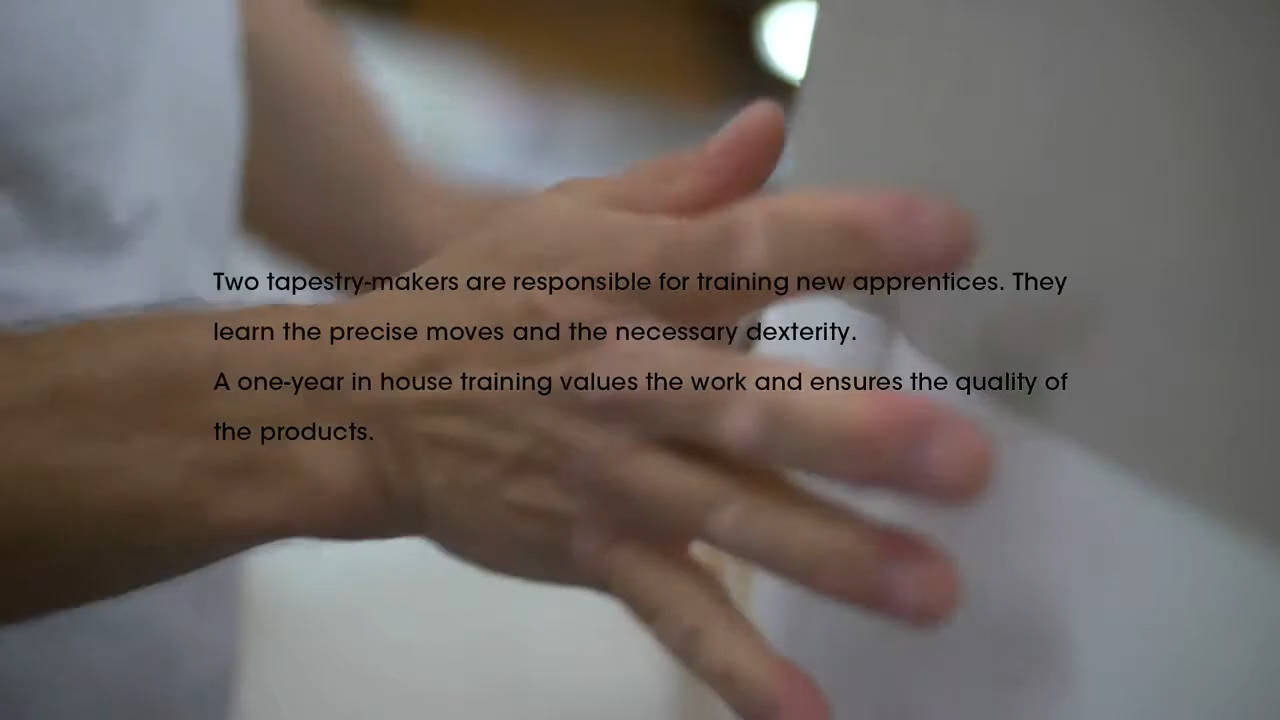 Two tapestry-makers are responsible for training new apprentices. They
learn the precise moves and the necessary dexterity.
A one-year in house training values the work and ensures the quality of
the products.